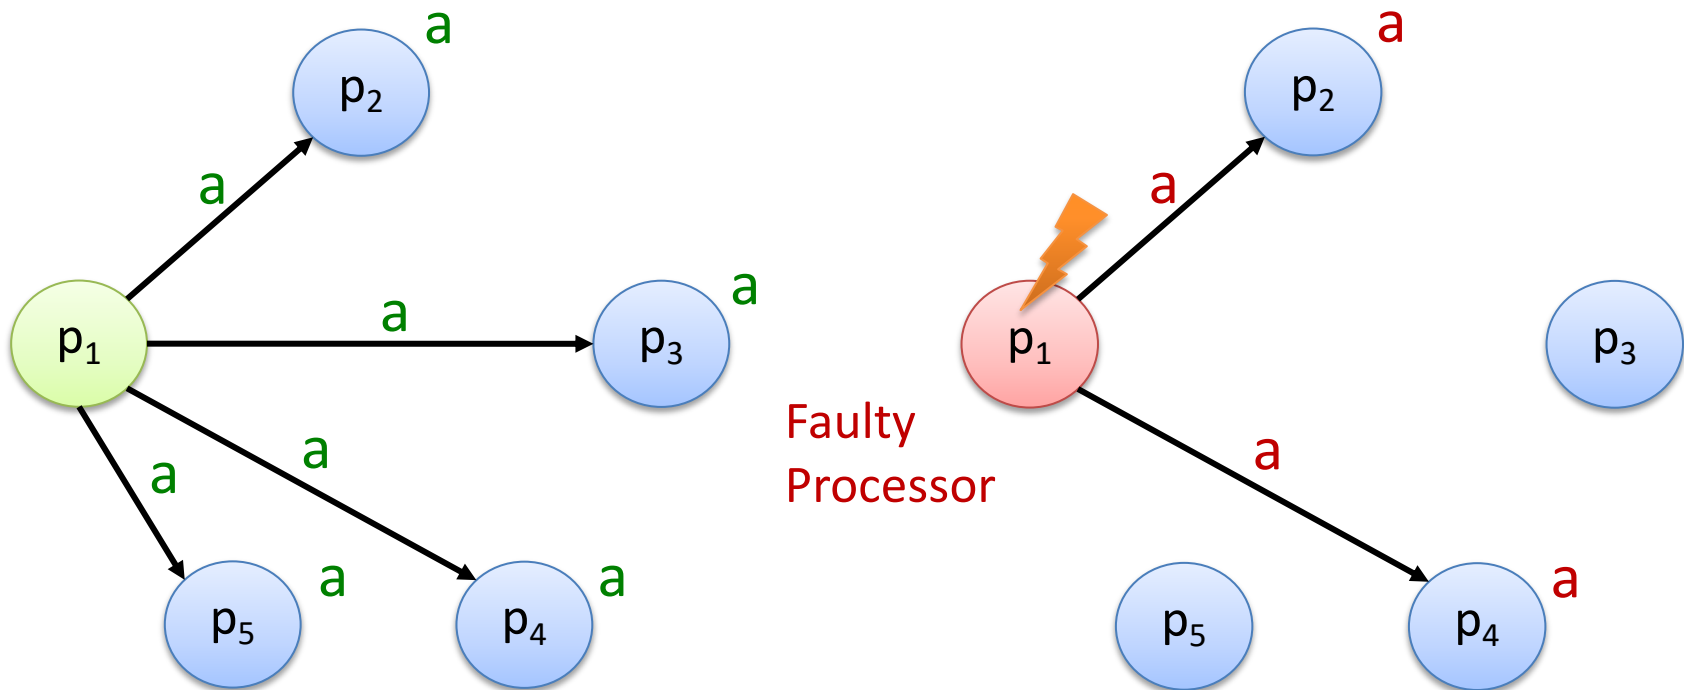 a
p₂
a
a
p₁
a
p₃
a
a
p₅
a
p₄
a
a
p₂
a
p₁
p₃
Faulty
Processor
a
p₅
p₄
a